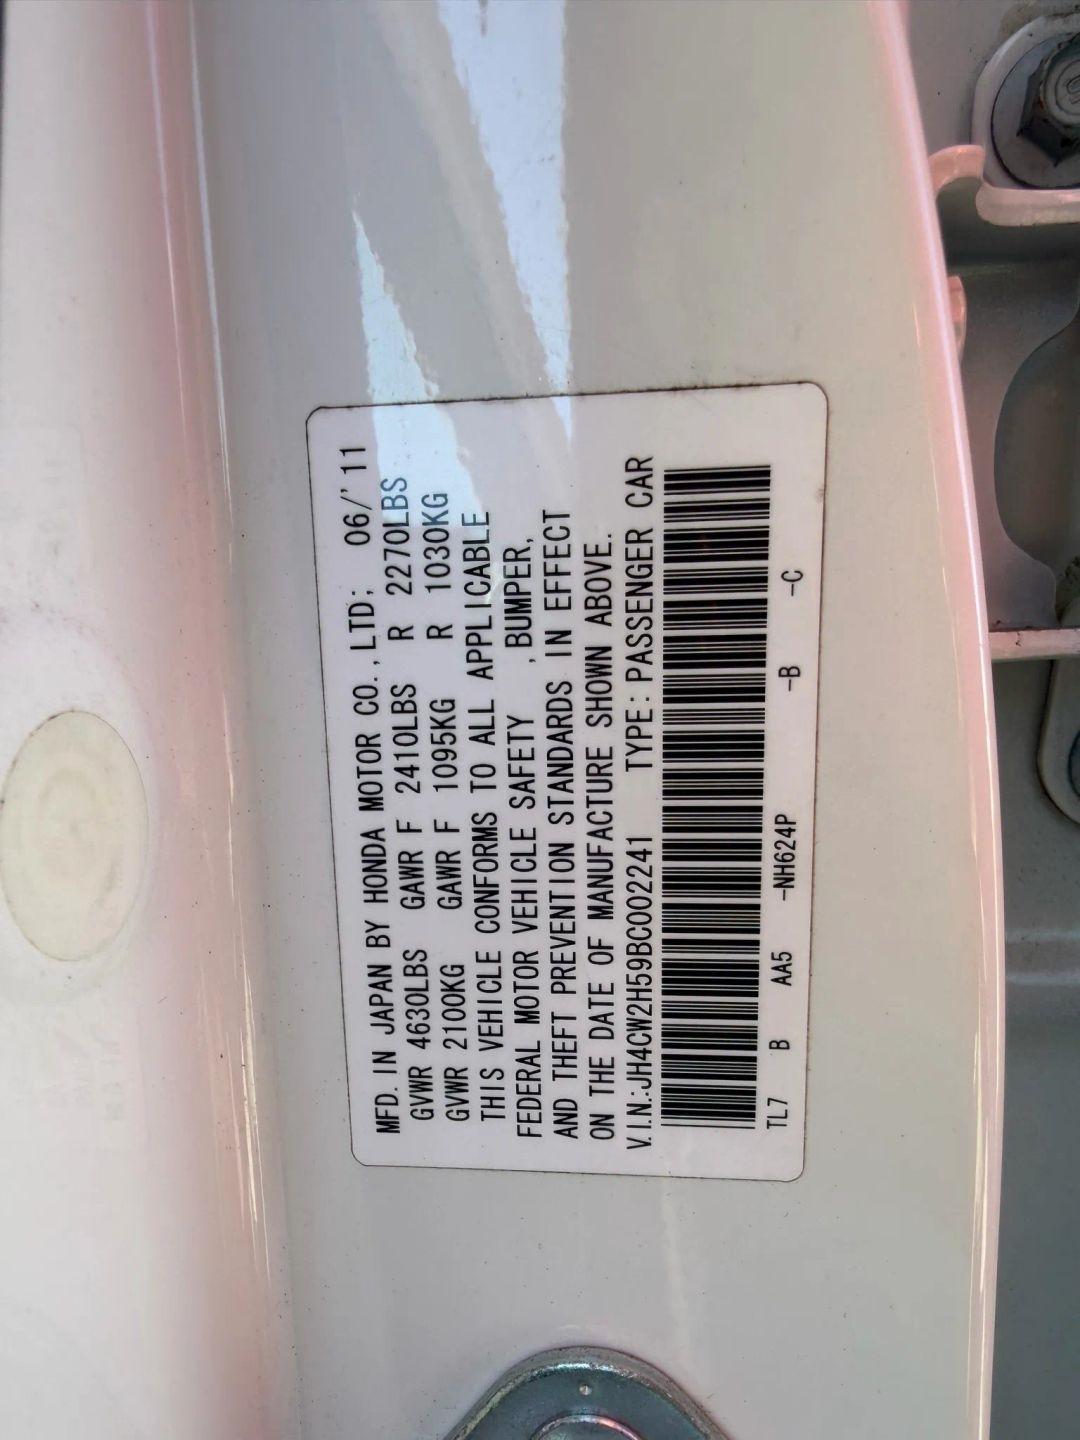 MFD. IN JAPAN BY HONDA MOTOR CO., LTD; 06/'11
GVWR 4630LBS GAWR F 2410LBS R 2270LBS
GVWR 2100KG GAWR F 1095KG R 1030KG
THIS VEHICLE CONFORMS TO ALL APPLICABLE
FEDERAL MOTOR VEHICLE SAFETY , BUMPER,
AND THEFT PREVENTION STANDARDS IN EFFECT
ON THE DATE OF MANUFACTURE SHOWN ABOVE.
V.I.N.:JH4CW2H59BC002241 TYPE:PASSENGER CAR
TL7 B AA5 -NH624P -B -C